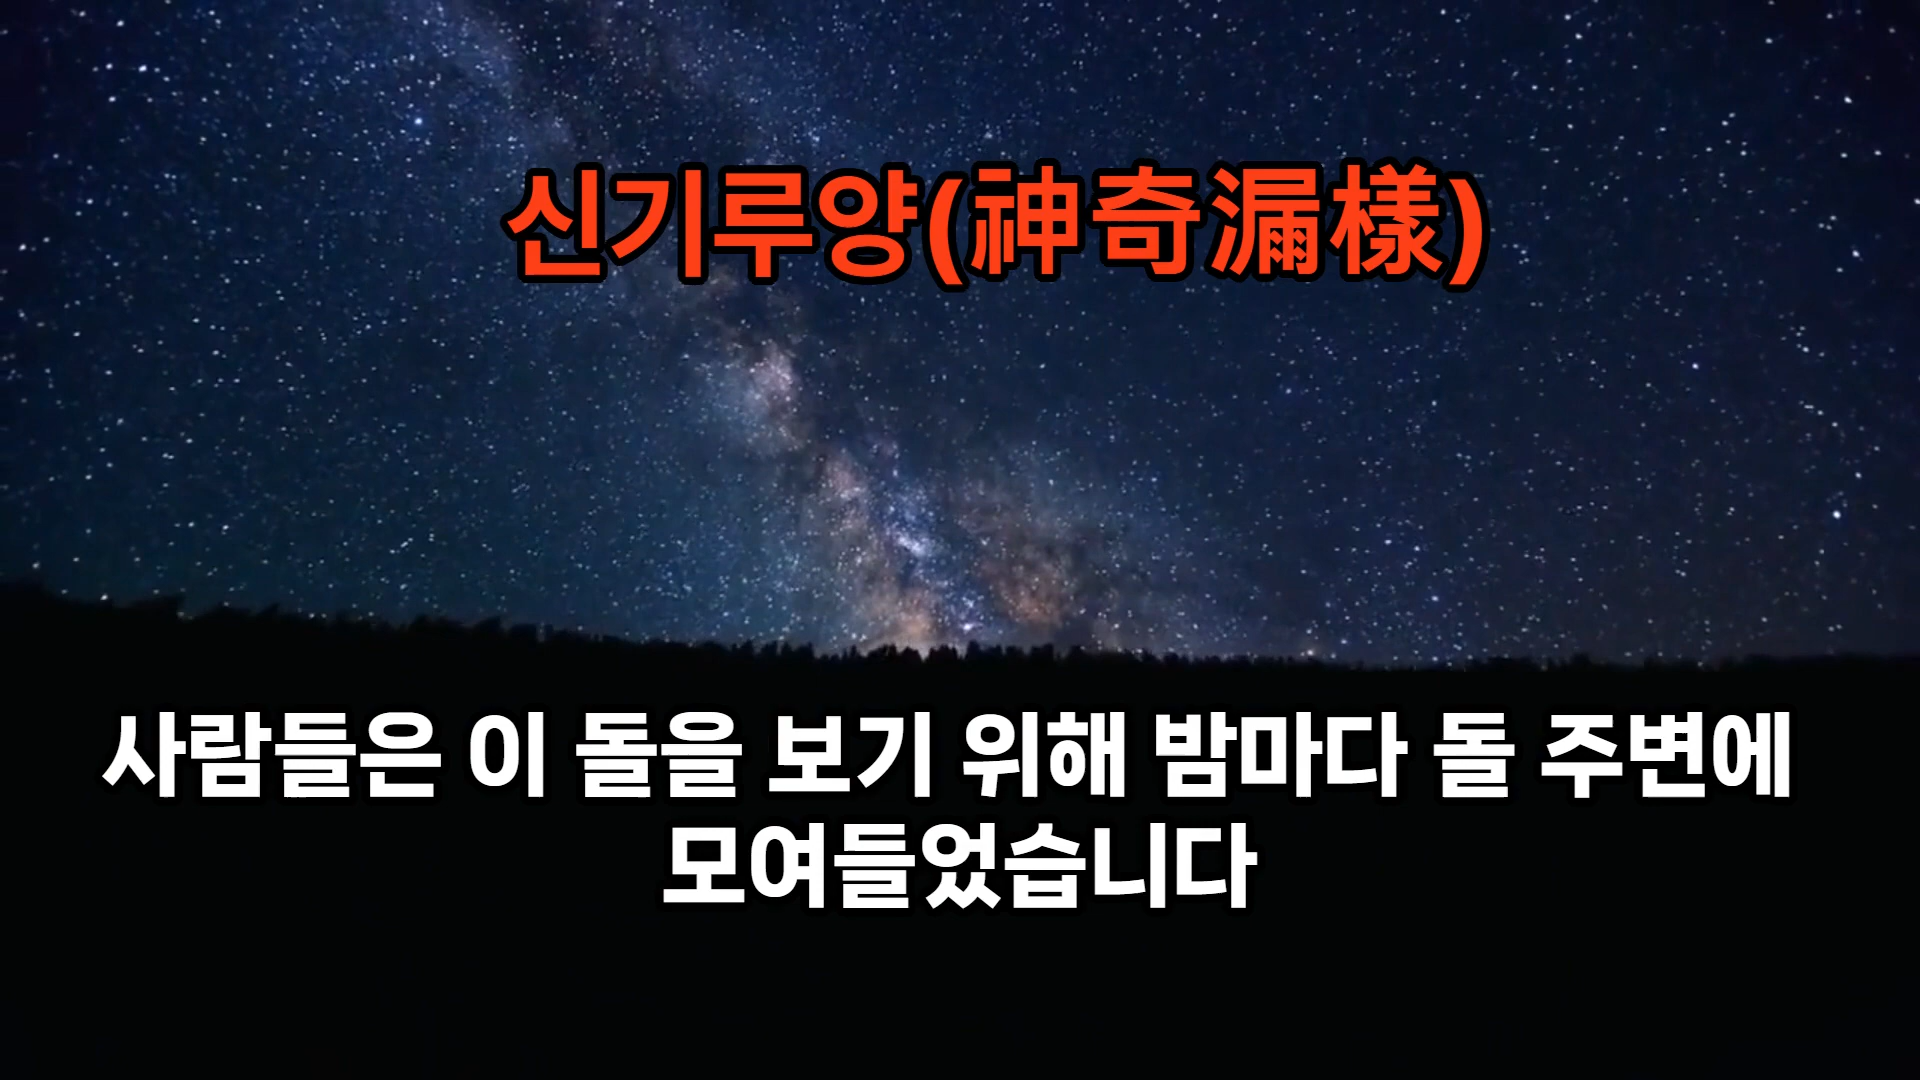 신기루양(神奇漏樣)
사람들은 이 돌을 보기 위해 밤마다 돌 주변에
모여들었습니다